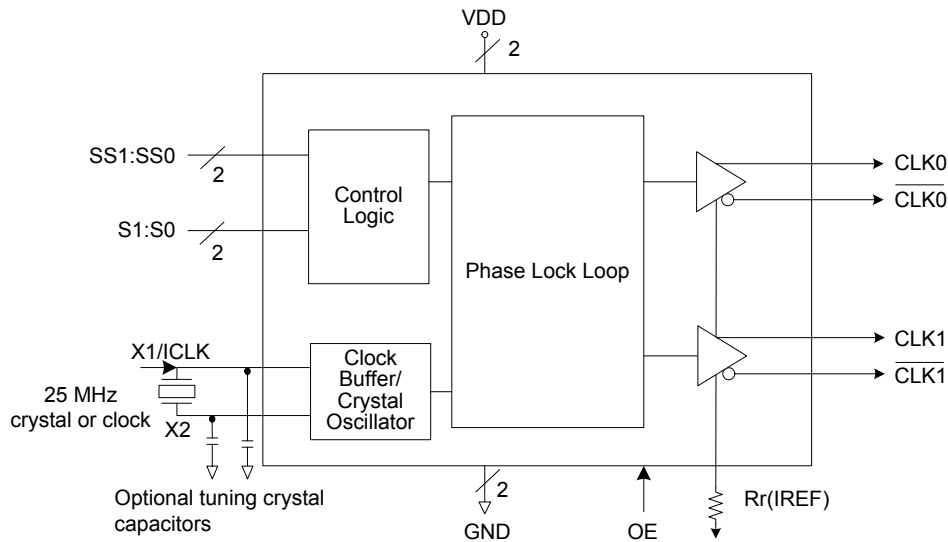 VDD
2
SS1:SS0
2
S1:S0
2
Control
Logic
Phase Lock Loop
CLK0
CLK0
CLK1
CLK1
X1/ICLK
25 MHz
crystal or clock
X2
Clock
Buffer/
Crystal
Oscillator
Optional tuning crystal
capacitors
2
GND
OE
Rr(IREF)